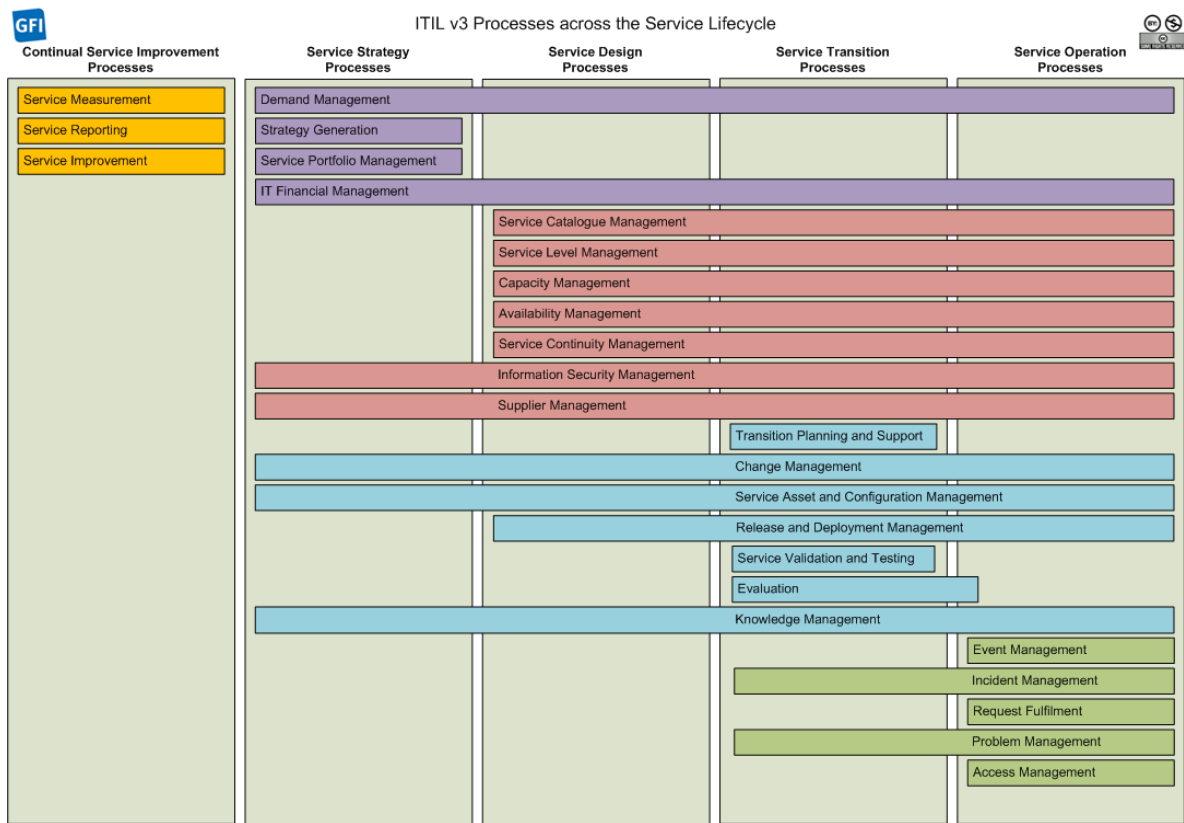 GFI
ITIL v3 Processes across the Service Lifecycle
BY:
Continual Service Improvement
Processes
Service Strategy
Processes
Service Design
Processes
Service Transition
Processes
Service Operation
Processes
SOME RIGHTS RESERVED
Service Measurement
Demand Management
Service Reporting
Strategy Generation
Service Improvement
Service Portfolio Management
IT Financial Management
Service Catalogue Management
Service Level Management
Capacity Management
Availability Management
Service Continuity Management
Information Security Management
Supplier Management
Transition Planning and Support
Change Management
Service Asset and Configuration Management
Release and Deployment Management
Service Validation and Testing
Evaluation
Knowledge Management
Event Management
Incident Management
Request Fulfilment
Problem Management
Access Management